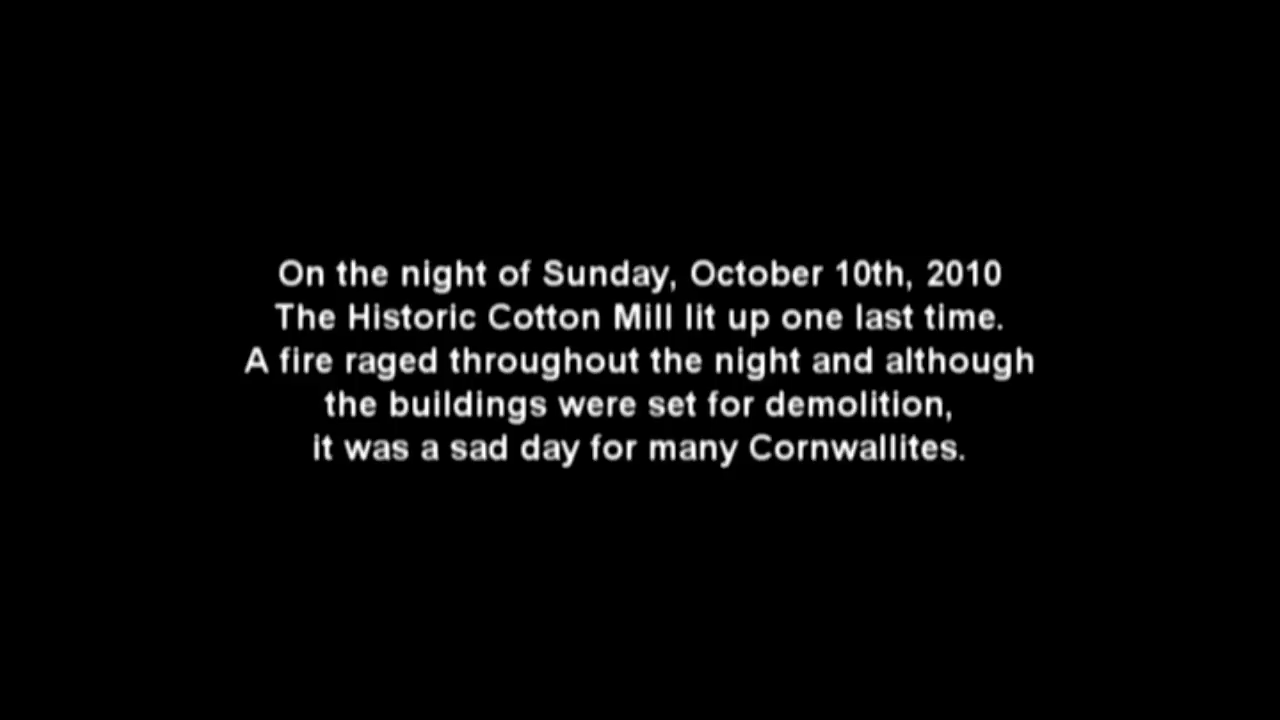 On the night of Sunday, October 10th, 2010
The Historic Cotton Mill lit up one last time.
A fire raged throughout the night and although
the buildings were set for demolition,
it was a sad day for many Cornwallites.